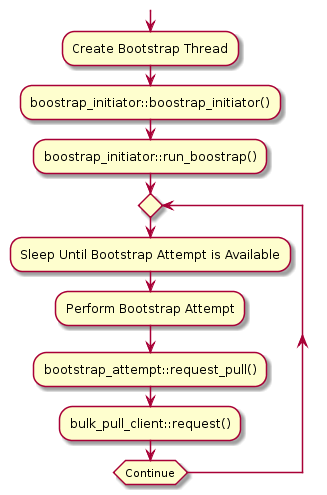 Create Bootstrap Thread
boostrap_initiator::boostrap_initiator()
boostrap_initiator::run_boostrap()
Sleep Until Bootstrap Attempt is Available
Perform Bootstrap Attempt
bootstrap_attempt::request_pull()
bulk_pull_client::request()
Continue